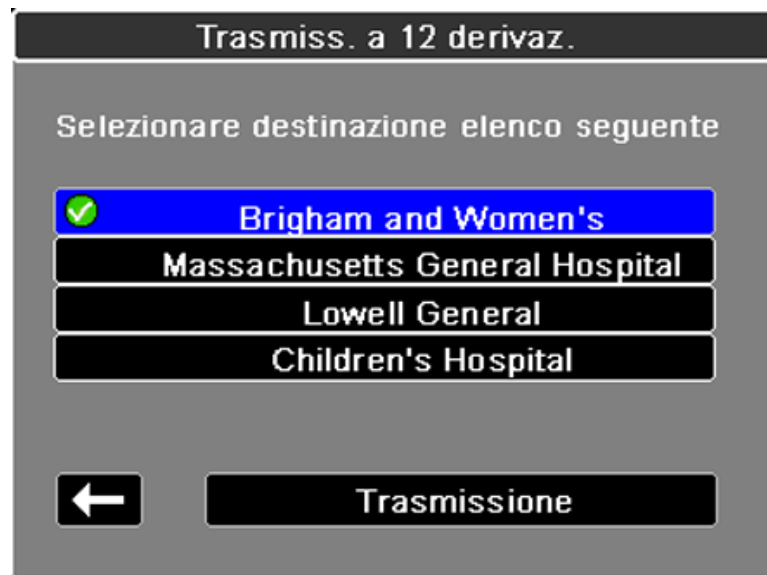 Trasmiss. a 12 derivaz.
Selezionare destinazione elenco seguente
Brigham and Women's
Massachusetts General Hospital
Lowell General
Children's Hospital
Trasmissione